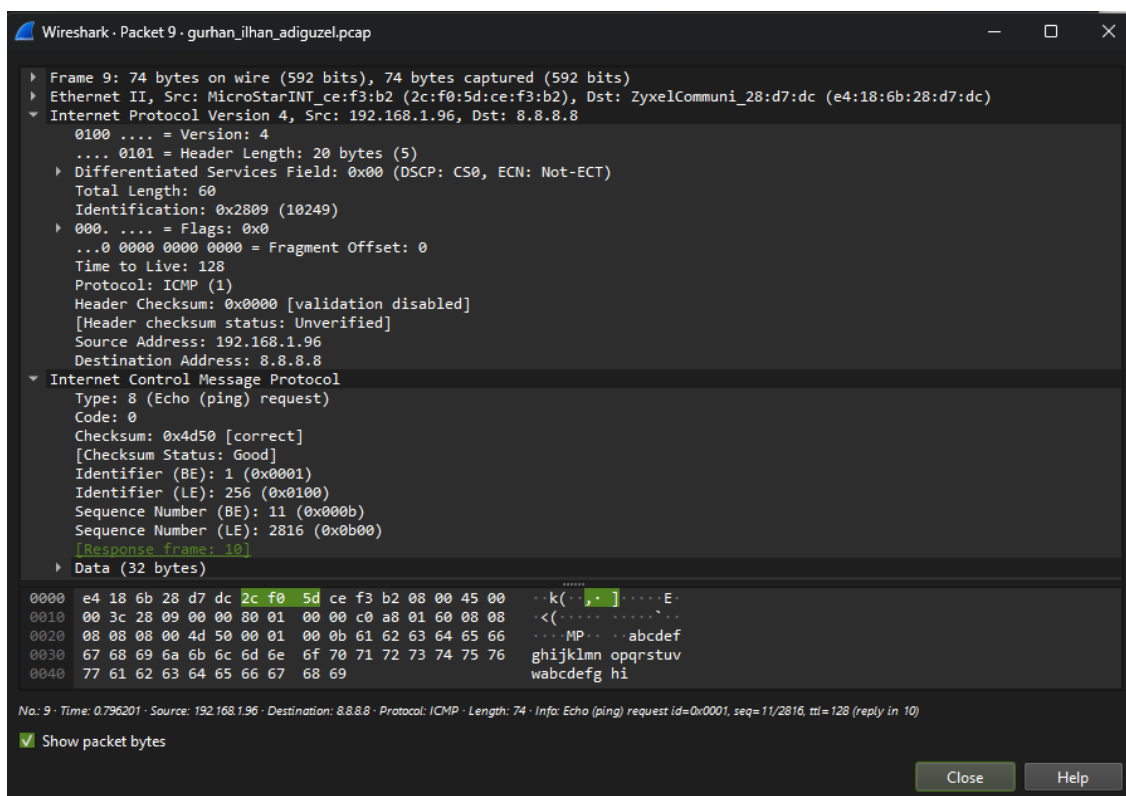 Wireshark · Packet 9 · gurhan_ilhan_adiguzel.pcap
Frame 9: 74 bytes on wire (592 bits), 74 bytes captured (592 bits)
Ethernet II, Src: MicroStarINT_ce:f3:b2 (2c:f0:5d:ce:f3:b2), Dst: ZyxelCommuni_28:d7:dc (e4:18:6b:28:d7:dc)
Internet Protocol Version 4, Src: 192.168.1.96, Dst: 8.8.8.8
0100 .... = Version: 4
.... 0101 = Header Length: 20 bytes (5)
Differentiated Services Field: 0x00 (DSCP: CS0, ECN: Not-ECT)
Total Length: 60
Identification: 0x2809 (10249)
000. .... = Flags: 0x0
...0 0000 0000 0000 = Fragment Offset: 0
Time to Live: 128
Protocol: ICMP (1)
Header Checksum: 0x0000 [validation disabled]
[Header checksum status: Unverified]
Source Address: 192.168.1.96
Destination Address: 8.8.8.8
Internet Control Message Protocol
Type: 8 (Echo (ping) request)
Code: 0
Checksum: 0x4d50 [correct]
[Checksum Status: Good]
Identifier (BE): 1 (0x0001)
Identifier (LE): 256 (0x0100)
Sequence Number (BE): 11 (0x000b)
Sequence Number (LE): 2816 (0x0b00)
[Response frame: 10]
Data (32 bytes)
0000 e4 18 6b 28 d7 dc 2c f0 5d ce f3 b2 08 00 45 00 ··k(··,· ]·····E·
0010 00 3c 28 09 00 00 80 01 00 00 c0 a8 01 60 08 08 ·<(····· ·····`··
0020 08 08 08 00 4d 50 00 01 00 0b 61 62 63 64 65 66 ····MP·· ··abcdef
0030 67 68 69 6a 6b 6c 6d 6e 6f 70 71 72 73 74 75 76 ghijklmn opqrstuv
0040 77 61 62 63 64 65 66 67 68 69 wabcdefg hi
No.: 9 · Time: 0.796201 · Source: 192.168.1.96 · Destination: 8.8.8.8 · Protocol: ICMP · Length: 74 · Info: Echo (ping) request id=0x0001, seq=11/2816, ttl=128 (reply in 10)
Show packet bytes
Close Help